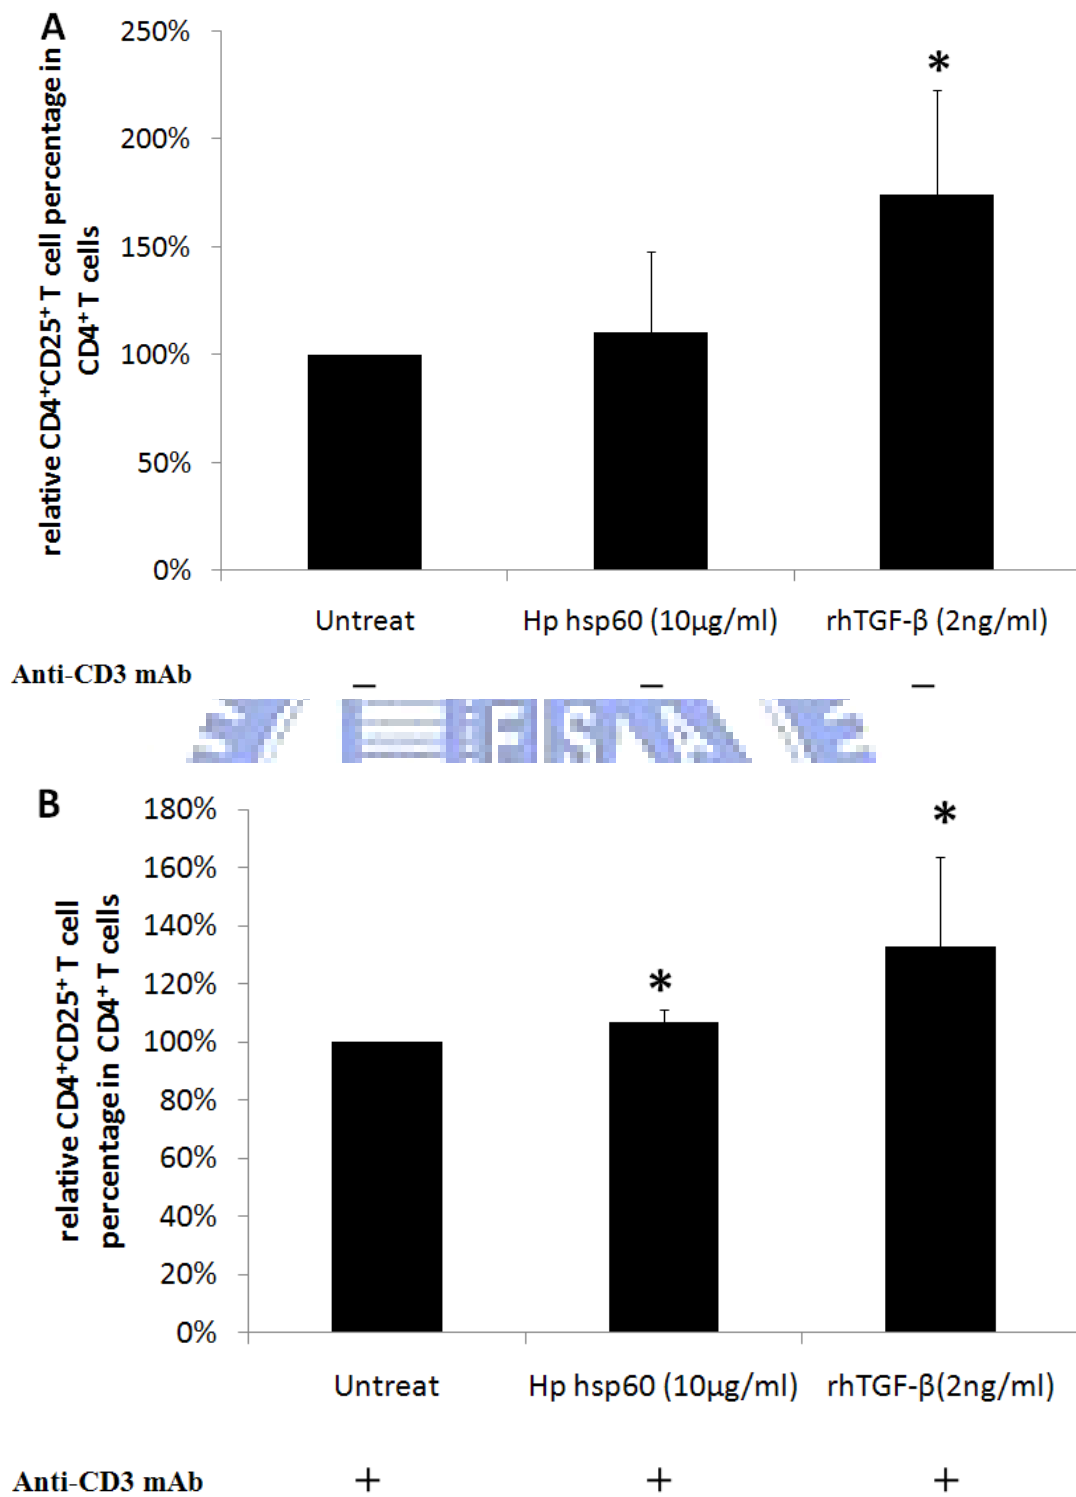 A
relative CD4⁺CD25⁺ T cell percentage in
CD4⁺ T cells
250%
200%
150%
100%
50%
0%
*
Untreat Hp hsp60 (10µg/ml) rhTGF-β (2ng/ml)
Anti-CD3 mAb − − −
B
relative CD4⁺CD25⁺ T cell
percentage in CD4⁺ T cells
180%
160%
140%
120%
100%
80%
60%
40%
20%
0%
* *
Untreat Hp hsp60 (10µg/ml) rhTGF-β(2ng/ml)
Anti-CD3 mAb + + +